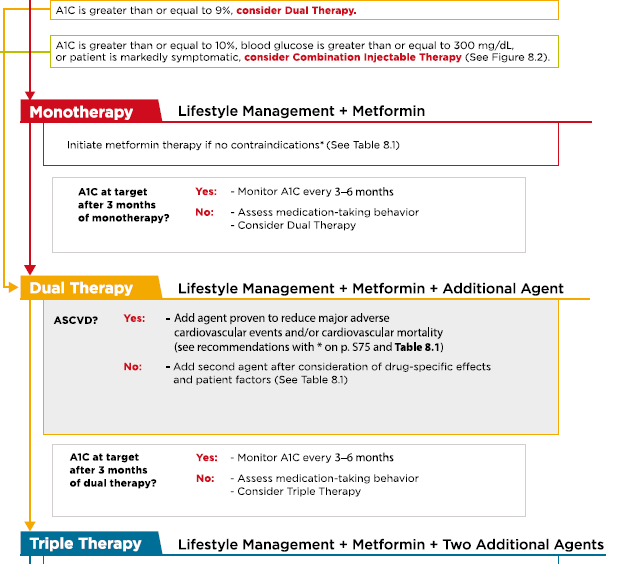 A1C is greater than or equal to 9%, consider Dual Therapy.
A1C is greater than or equal to 10%, blood glucose is greater than or equal to 300 mg/dL,
or patient is markedly symptomatic, consider Combination Injectable Therapy (See Figure 8.2).
Monotherapy Lifestyle Management + Metformin
Initiate metformin therapy if no contraindications* (See Table 8.1)
A1C at target Yes: - Monitor A1C every 3–6 months
after 3 months
of monotherapy? No: - Assess medication-taking behavior
- Consider Dual Therapy
Dual Therapy Lifestyle Management + Metformin + Additional Agent
ASCVD? Yes: - Add agent proven to reduce major adverse
cardiovascular events and/or cardiovascular mortality
(see recommendations with * on p. S75 and Table 8.1)
No: - Add second agent after consideration of drug-specific effects
and patient factors (See Table 8.1)
A1C at target Yes: - Monitor A1C every 3–6 months
after 3 months
of dual therapy? No: - Assess medication-taking behavior
- Consider Triple Therapy
Triple Therapy Lifestyle Management + Metformin + Two Additional Agents